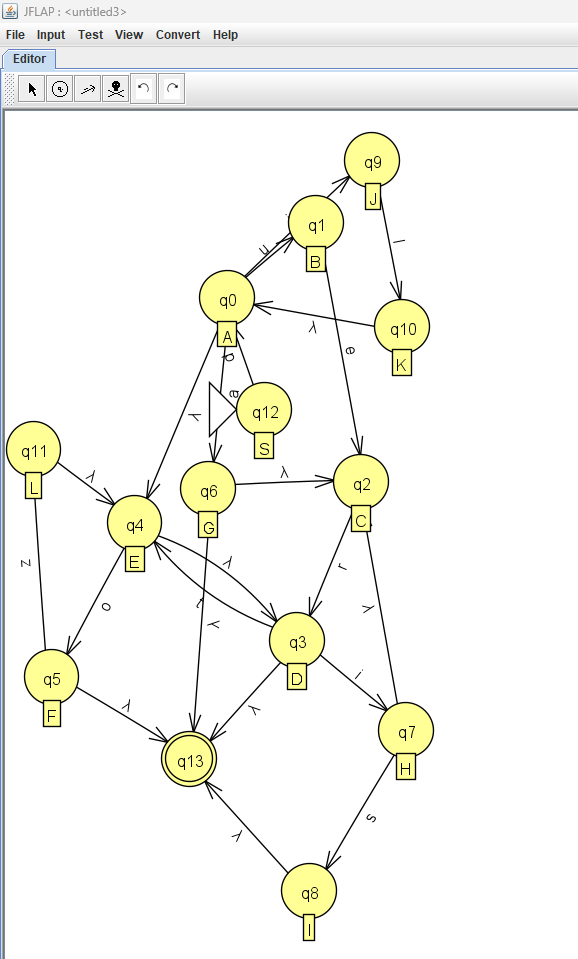 JFLAP : <untitled3>
File Input Test View Convert Help
Editor
q9
J
q1
B
u
l
q0
A
q10
K
λ
e
b
a
λ
q12
S
q11
L
λ
q6
G
λ
q2
C
q4
E
z
λ
r
o
t
λ
λ
q3
D
i
q5
F
λ
λ
q7
H
q13
s
λ
q8
I